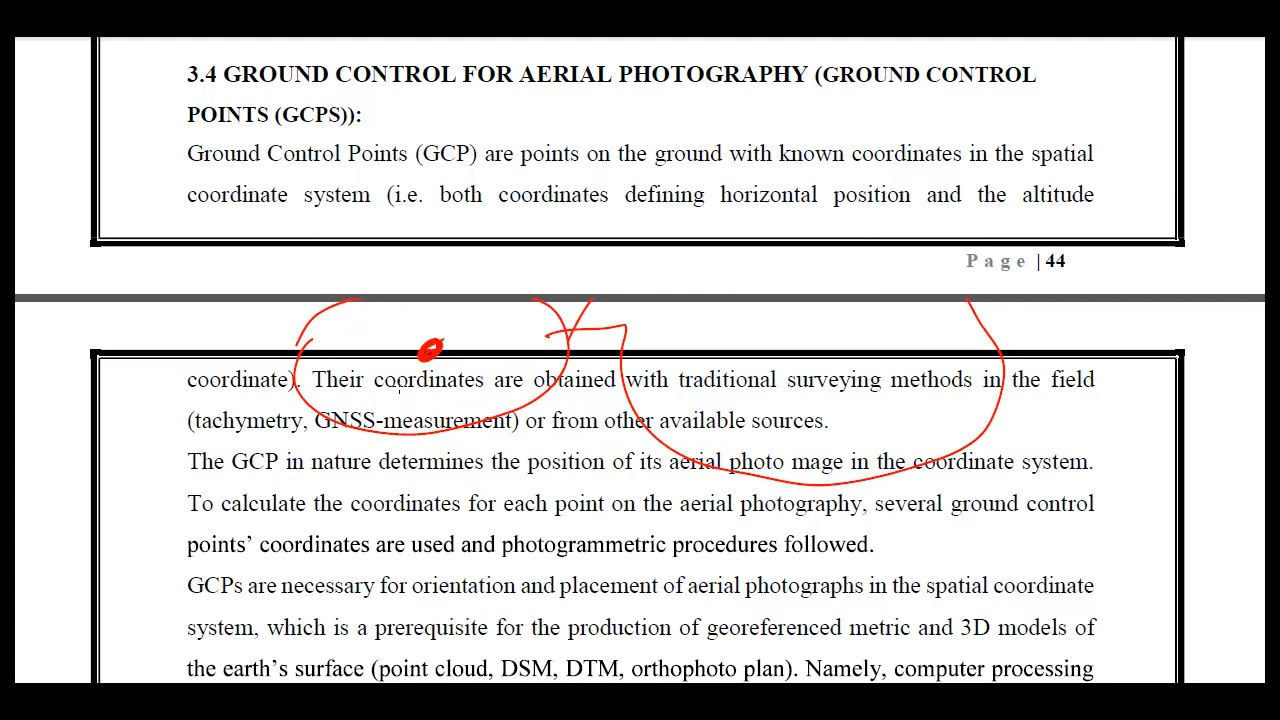 3.4 GROUND CONTROL FOR AERIAL PHOTOGRAPHY (GROUND CONTROL
POINTS (GCPS)):
Ground Control Points (GCP) are points on the ground with known coordinates in the spatial
coordinate system (i.e. both coordinates defining horizontal position and the altitude
Page | 44
coordinate). Their coordinates are obtained with traditional surveying methods in the field
(tachymetry, GNSS-measurement) or from other available sources.
The GCP in nature determines the position of its aerial photo mage in the coordinate system.
To calculate the coordinates for each point on the aerial photography, several ground control
points’ coordinates are used and photogrammetric procedures followed.
GCPs are necessary for orientation and placement of aerial photographs in the spatial coordinate
system, which is a prerequisite for the production of georeferenced metric and 3D models of
the earth’s surface (point cloud, DSM, DTM, orthophoto plan). Namely, computer processing